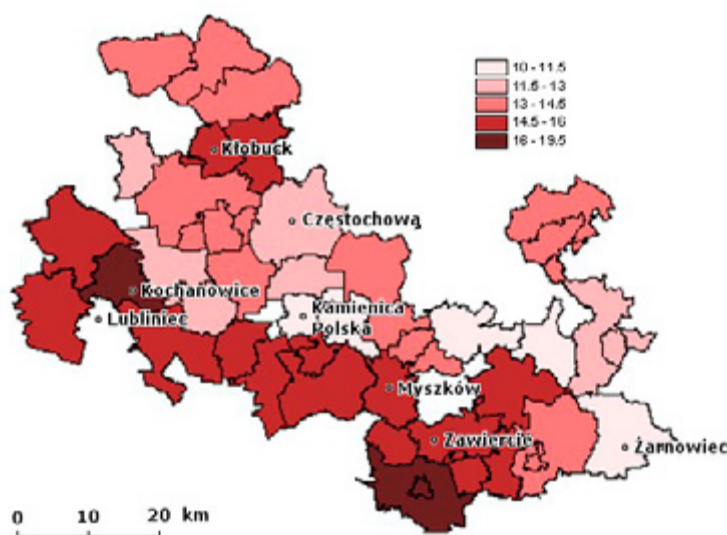 10 - 11.5
11.5 - 13
13 - 14.5
14.5 - 16
16 - 19.5
Kłobuck
Częstochową
Kochanowice
Lubliniec
Kamienica
Polska
Myszków
Zawiercie
Żarnowiec
0 10 20 km